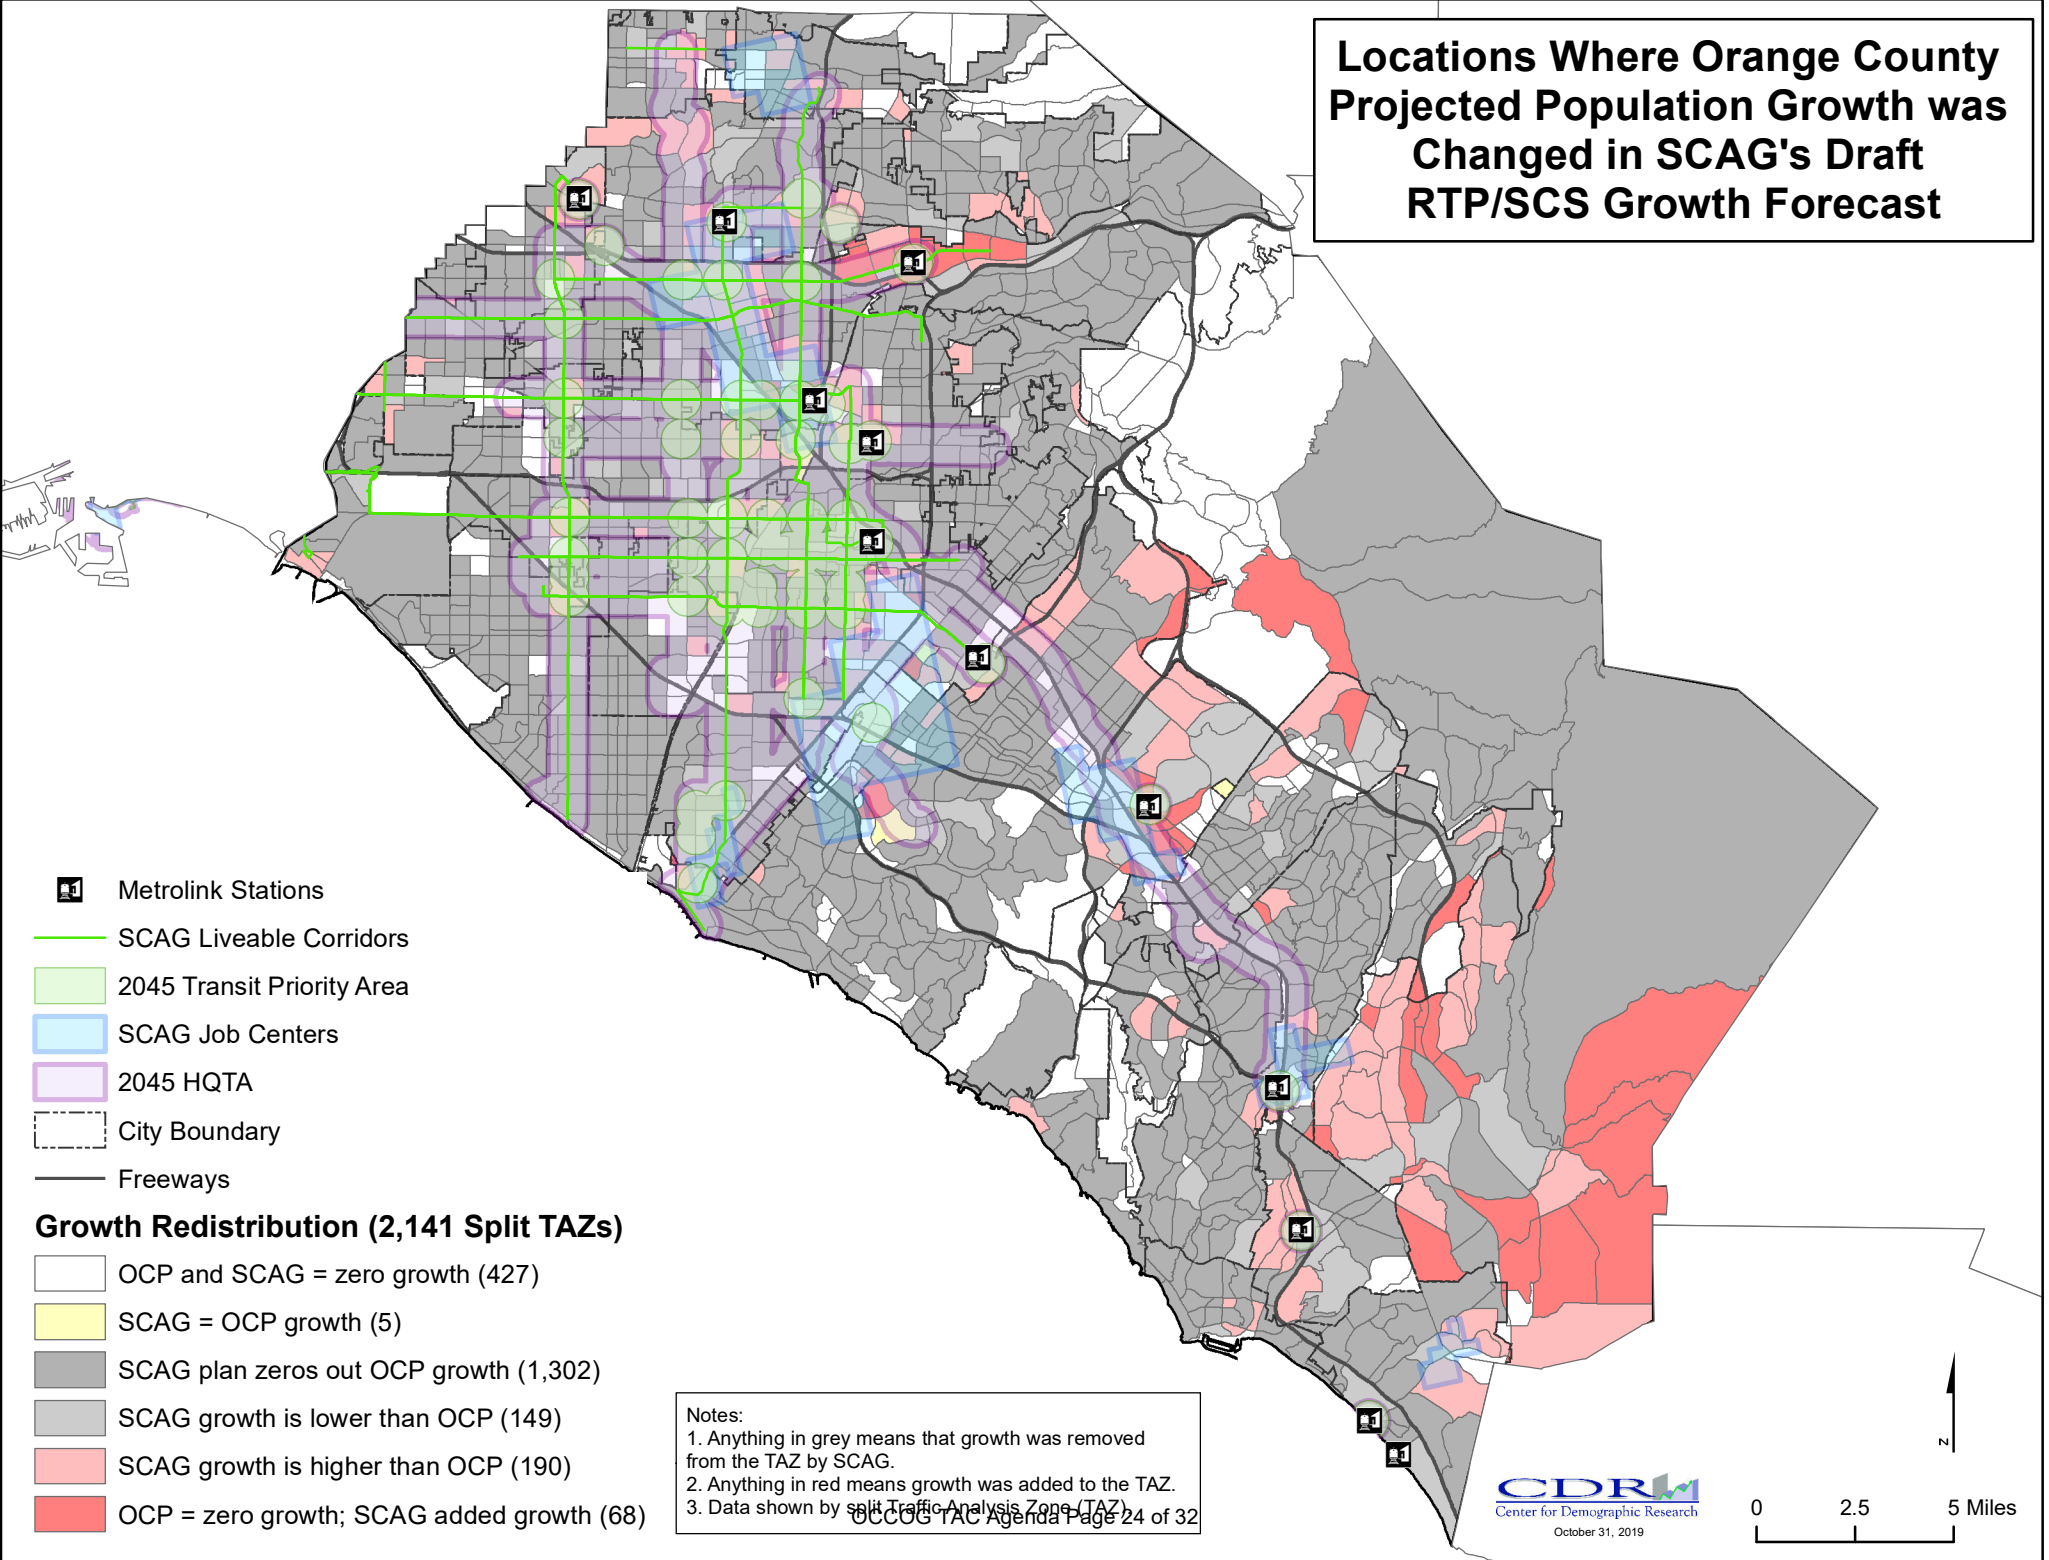 Locations Where Orange County
Projected Population Growth was
Changed in SCAG's Draft
RTP/SCS Growth Forecast
Metrolink Stations
SCAG Liveable Corridors
2045 Transit Priority Area
SCAG Job Centers
2045 HQTA
City Boundary
Freeways
Growth Redistribution (2,141 Split TAZs)
OCP and SCAG = zero growth (427)
SCAG = OCP growth (5)
SCAG plan zeros out OCP growth (1,302)
SCAG growth is lower than OCP (149)
SCAG growth is higher than OCP (190)
OCP = zero growth; SCAG added growth (68)
Notes:
1. Anything in grey means that growth was removed
from the TAZ by SCAG.
2. Anything in red means growth was added to the TAZ.
3. Data shown by split Traffic Analysis Zone (TAZ).
OCCOG TAC Agenda Page 24 of 32
z
CDR
Center for Demographic Research
October 31, 2019
0 2.5 5 Miles